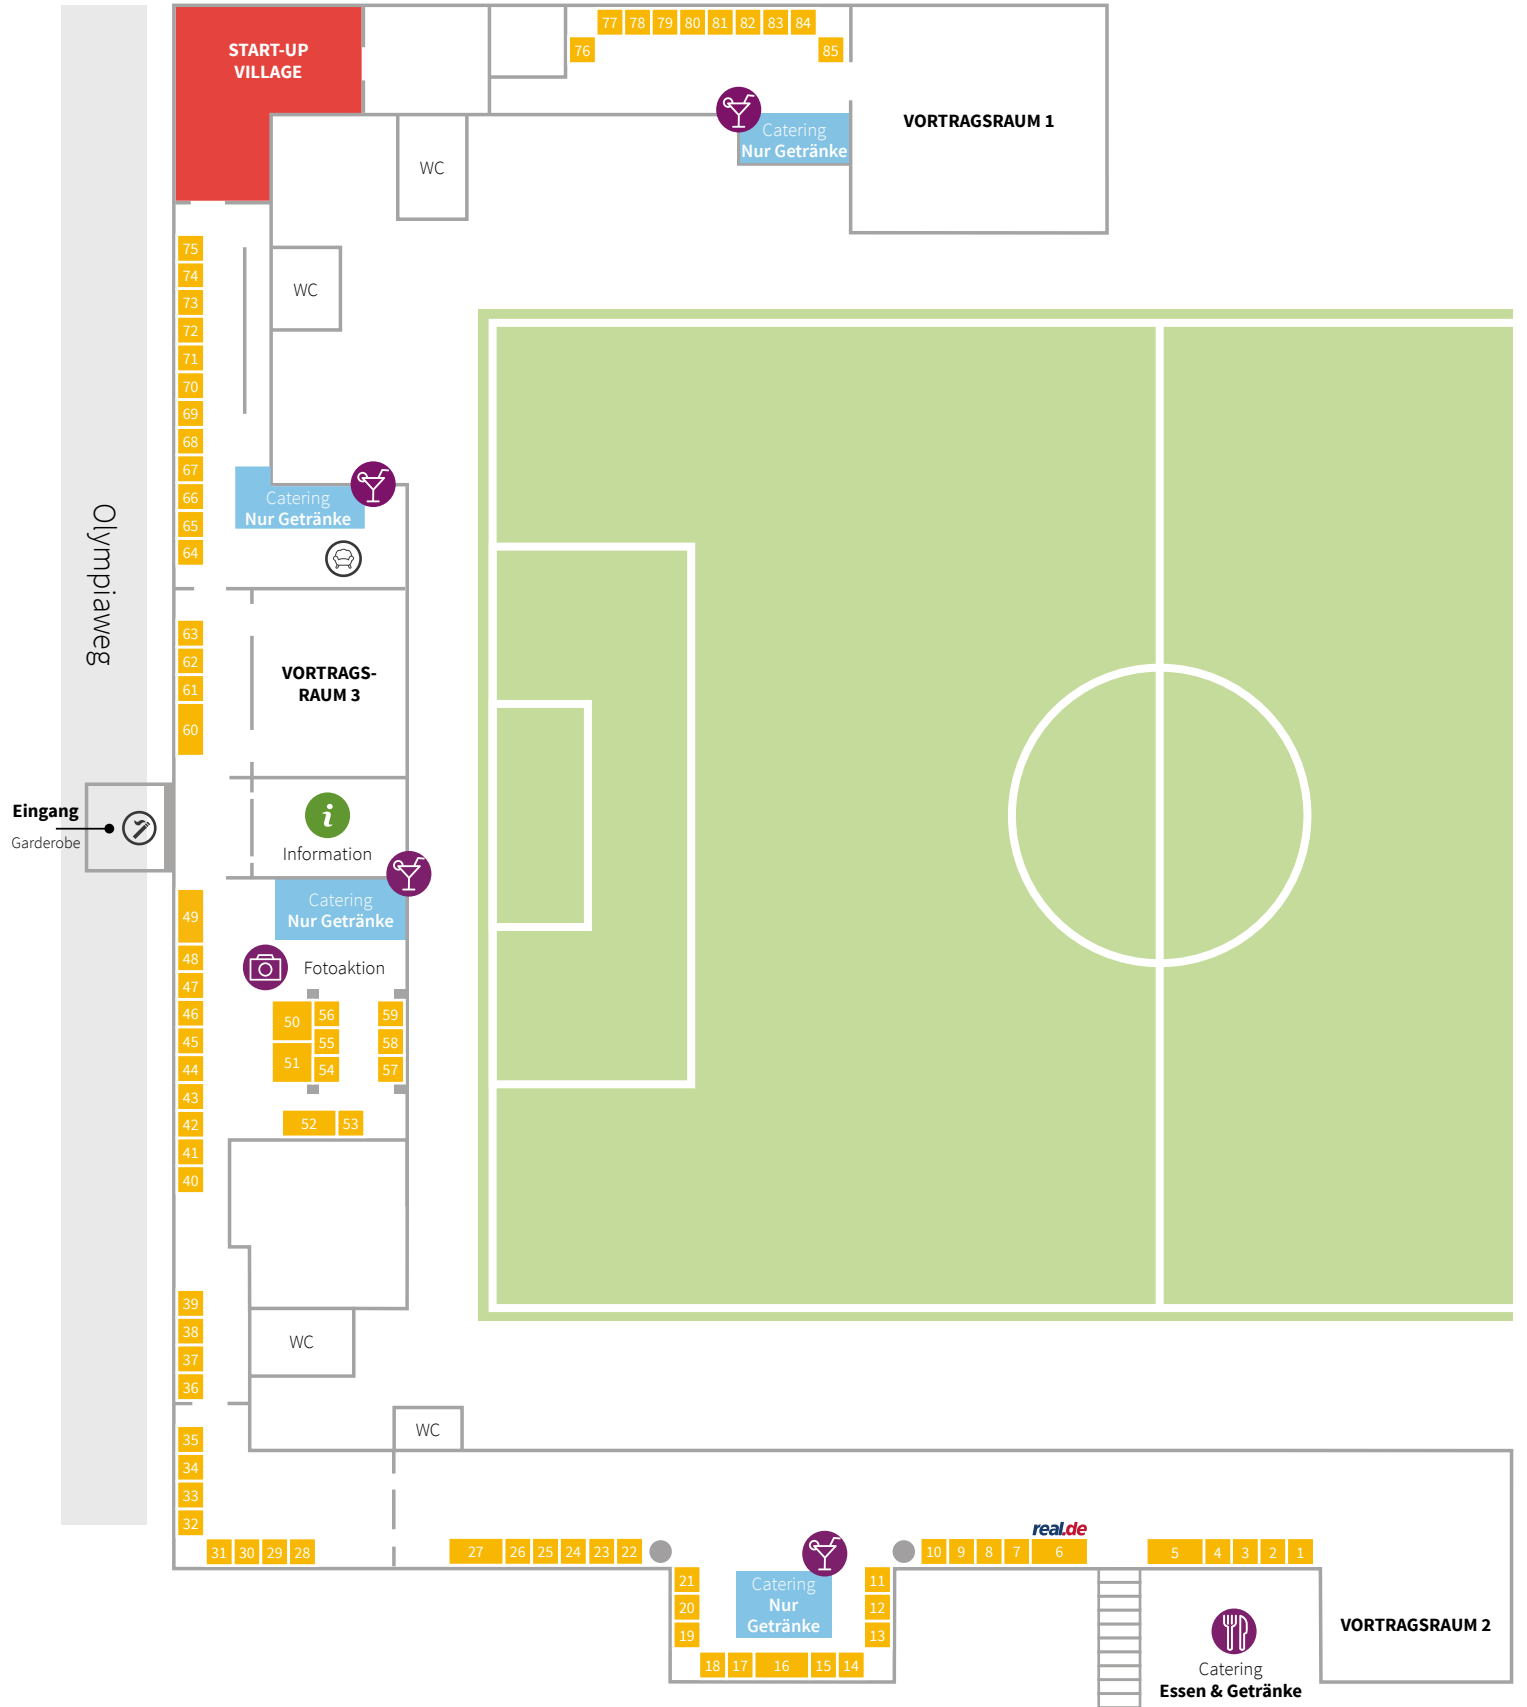 START-UP
VILLAGE
77 78 79 80 81 82 83 84
76
85
Catering
Nur Getränke
VORTRAGSRAUM 1
WC
WC
75
74
73
72
71
70
69
68
67
66
65
64
Catering
Nur Getränke
Olympiaweg
63
62
61
60
VORTRAGS-
RAUM 3
Eingang
Garderobe
i
Information
Catering
Nur Getränke
Fotoaktion
49
48
47
46
45
44
43
42
41
40
50
51
56
55
54
59
58
57
52 53
39
38
37
36
WC
WC
35
34
33
32
31 30 29 28
27 26 25 24 23 22
21
20
19
18 17 16 15 14
11
12
13
Catering
Nur
Getränke
real.de
10 9 8 7 6
5 4 3 2 1
Catering
Essen & Getränke
VORTRAGSRAUM 2